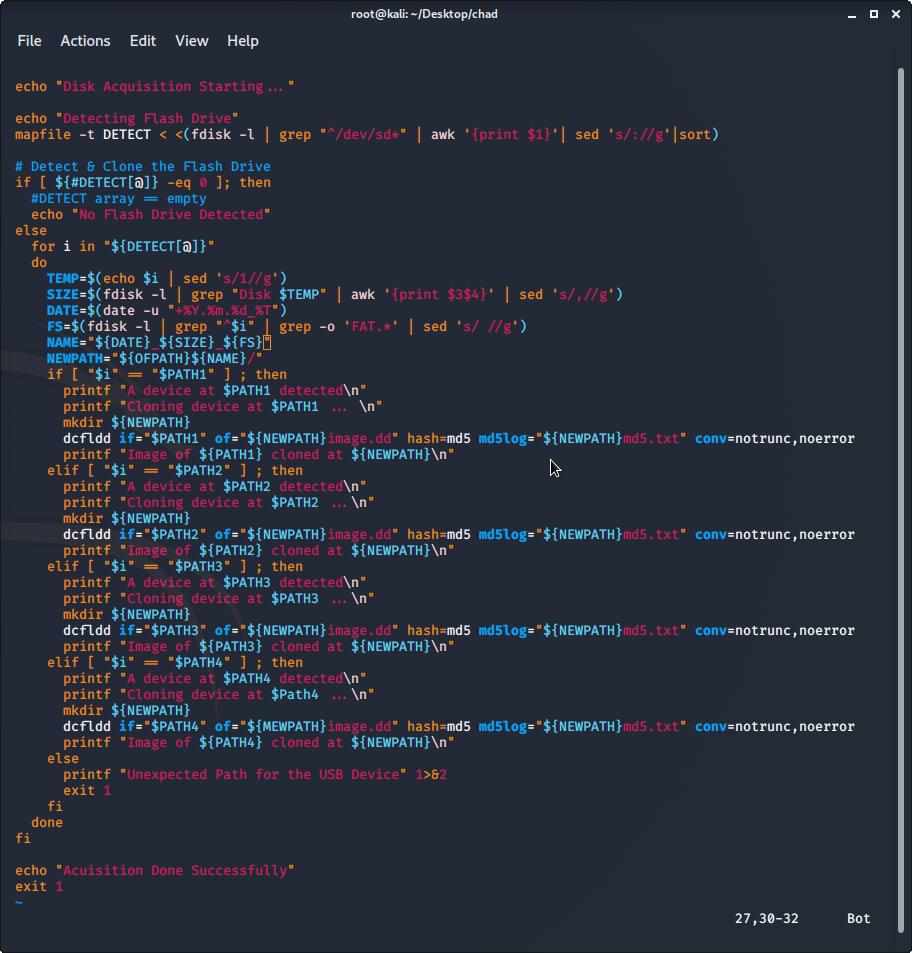 root@kali: ~/Desktop/chad
File Actions Edit View Help
echo "Disk Acquisition Starting..."
echo "Detecting Flash Drive"
mapfile -t DETECT < <(fdisk -l | grep "^/dev/sd*" | awk '{print $1}'| sed 's/://g'|sort)
# Detect & Clone the Flash Drive
if [ ${#DETECT[@]} -eq 0 ]; then
  #DETECT array == empty
  echo "No Flash Drive Detected"
else
  for i in "${DETECT[@]}"
  do
    TEMP=$(echo $i | sed 's/1//g')
    SIZE=$(fdisk -l | grep "Disk $TEMP" | awk '{print $3$4}' | sed 's/,//g')
    DATE=$(date -u "+%Y.%m.%d_%T")
    FS=$(fdisk -l | grep "^$i" | grep -o 'FAT.*' | sed 's/ //g')
    NAME="${DATE}_${SIZE}_${FS}"
    NEWPATH="${OFPATH}${NAME}/"
    if [ "$i" == "$PATH1" ] ; then
      printf "A device at $PATH1 detected\n"
      printf "Cloning device at $PATH1 ... \n"
      mkdir ${NEWPATH}
      dcfldd if="$PATH1" of="${NEWPATH}image.dd" hash=md5 md5log="${NEWPATH}md5.txt" conv=notrunc,noerror
      printf "Image of ${PATH1} cloned at ${NEWPATH}\n"
    elif [ "$i" == "$PATH2" ] ; then
      printf "A device at $PATH2 detected\n"
      printf "Cloning device at $PATH2 ...\n"
      mkdir ${NEWPATH}
      dcfldd if="$PATH2" of="${NEWPATH}image.dd" hash=md5 md5log="${NEWPATH}md5.txt" conv=notrunc,noerror
      printf "Image of ${PATH2} cloned at ${NEWPATH}\n"
    elif [ "$i" == "$PATH3" ] ; then
      printf "A device at $PATH3 detected\n"
      printf "Cloning device at $PATH3 ...\n"
      mkdir ${NEWPATH}
      dcfldd if="$PATH3" of="${NEWPATH}image.dd" hash=md5 md5log="${NEWPATH}md5.txt" conv=notrunc,noerror
      printf "Image of ${PATH3} cloned at ${NEWPATH}\n"
    elif [ "$i" == "$PATH4" ] ; then
      printf "A device at $PATH4 detected\n"
      printf "Cloning device at $Path4 ...\n"
      mkdir ${NEWPATH}
      dcfldd if="$PATH4" of="${MEWPATH}image.dd" hash=md5 md5log="${NEWPATH}md5.txt" conv=notrunc,noerror
      printf "Image of ${PATH4} cloned at ${NEWPATH}\n"
    else
      printf "Unexpected Path for the USB Device" 1>&2
      exit 1
    fi
  done
fi
echo "Acuisition Done Successfully"
exit 1
~
27,30-32 Bot